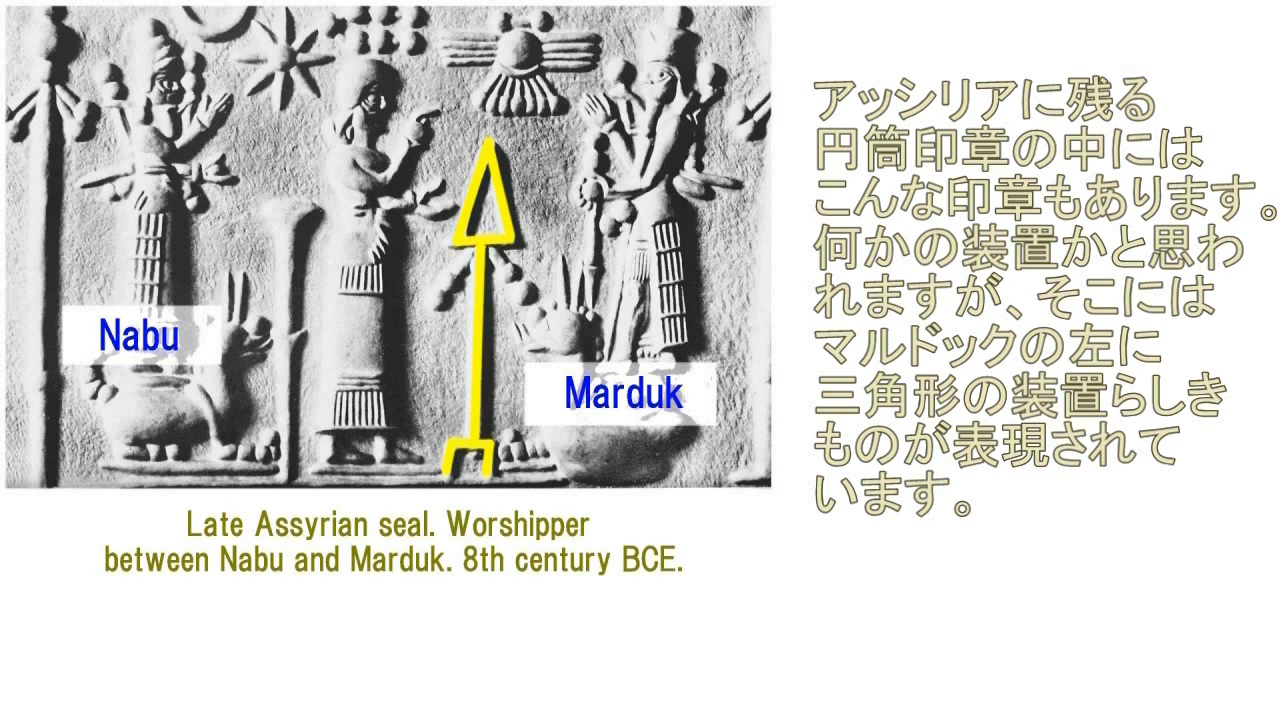 Nabu
Marduk
Late Assyrian seal. Worshipper
between Nabu and Marduk. 8th century BCE.
アッシリアに残る
円筒印章の中には
こんな印章もあります。
何かの装置かと思わ
れますが、そこには
マルドックの左に
三角形の装置らしき
ものが表現されて
います。